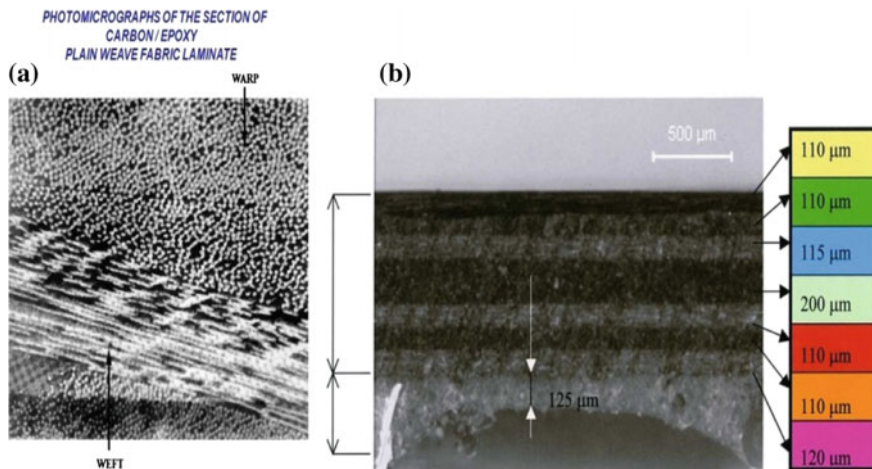 PHOTOMICROGRAPHS OF THE SECTION OF
CARBON / EPOXY
PLAIN WEAVE FABRIC LAMINATE
(a)
WARP
WEFT
(b)
500 µm
125 µm
110 µm
110 µm
115 µm
200 µm
110 µm
110 µm
120 µm